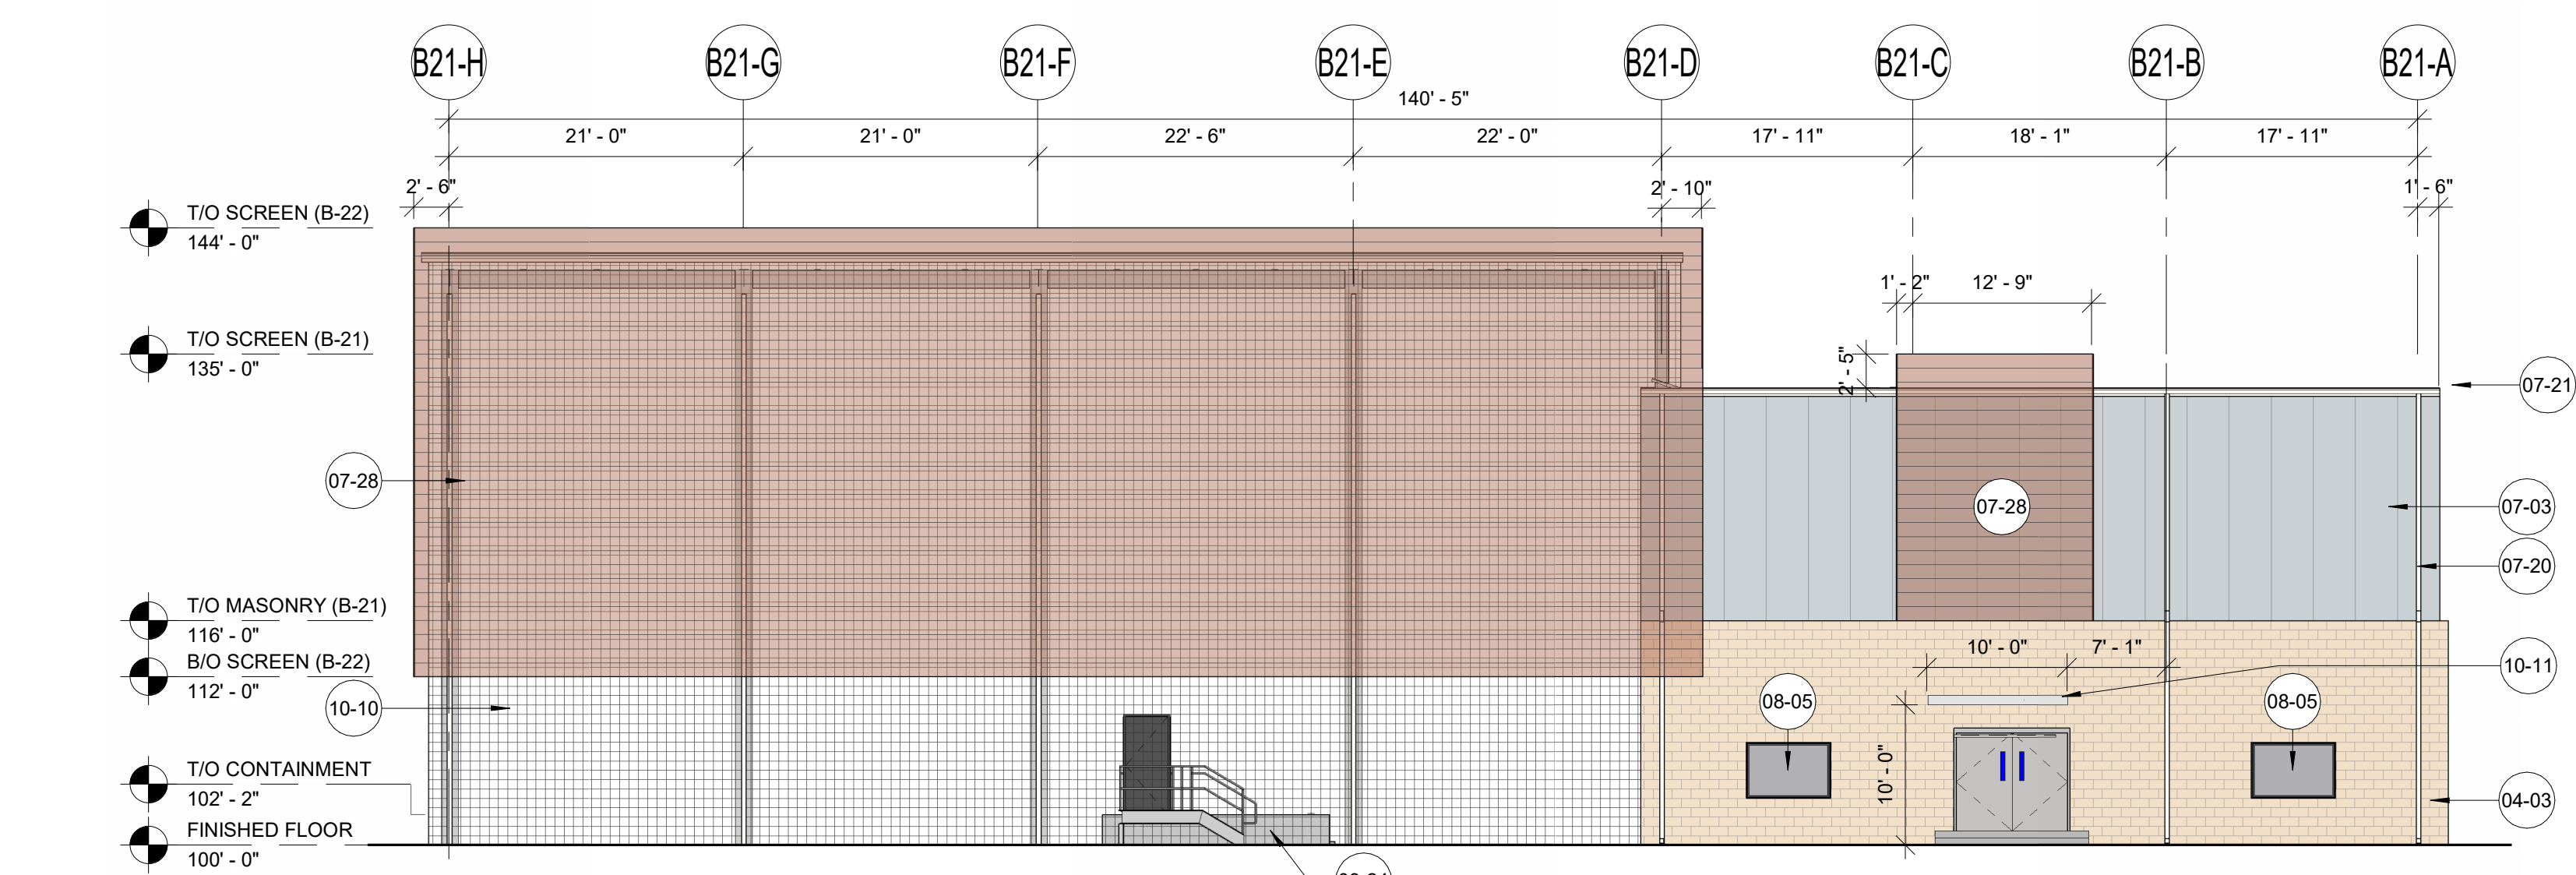 B21-H B21-G B21-F B21-E B21-D B21-C B21-B B21-A
140' - 5"
21' - 0" 21' - 0" 22' - 6" 22' - 0" 17' - 11" 18' - 1" 17' - 11"
2' - 6" 2' - 10" 1' - 6"
T/O SCREEN (B-22)
144' - 0"
1' - 2" 12' - 9"
T/O SCREEN (B-21)
135' - 0"
2' - 5"
07-21
07-28
07-28
07-03
07-20
T/O MASONRY (B-21)
116' - 0"
10' - 0" 7' - 1"
B/O SCREEN (B-22)
112' - 0"
10-11
10-10
08-05 08-05
T/O CONTAINMENT
102' - 2"
10' - 0"
04-03
FINISHED FLOOR
100' - 0"